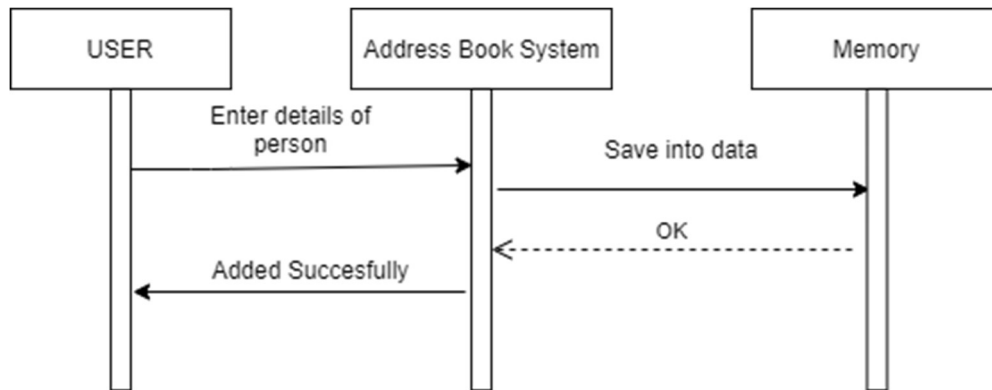 USER
Address Book System
Memory
Enter details of
person
Save into data
OK
Added Succesfully